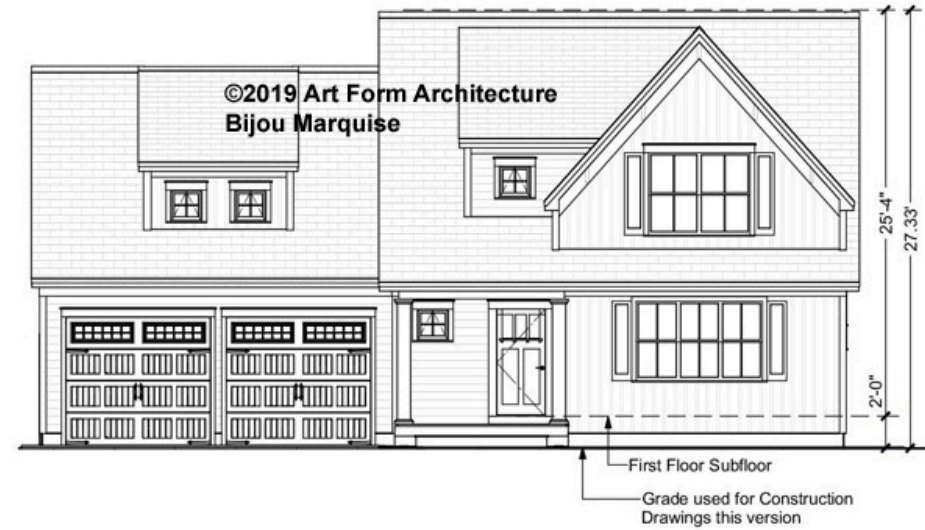 ©2019 Art Form Architecture
Bijou Marquise
25'-4"
27.33'
2'-0"
First Floor Subfloor
Grade used for Construction
Drawings this version